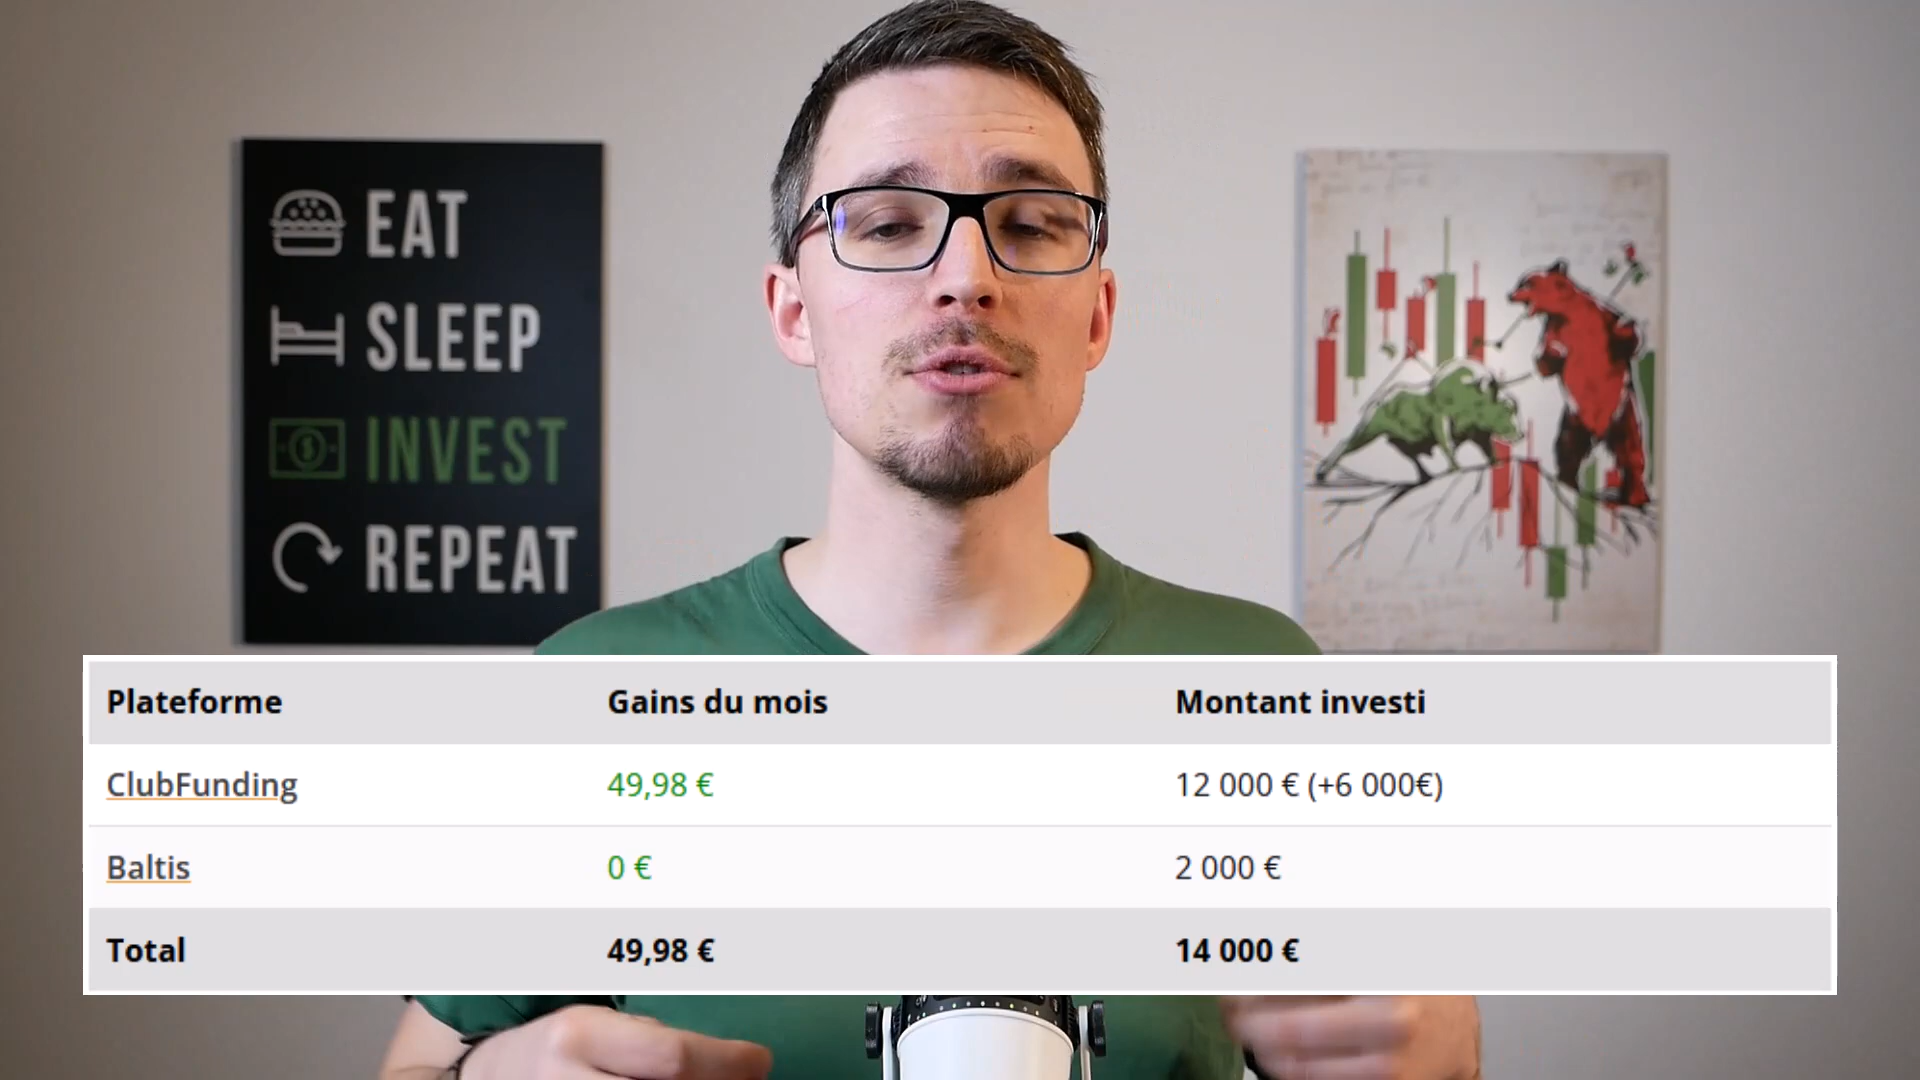 EAT
SLEEP
INVEST
REPEAT
Plateforme Gains du mois Montant investi
ClubFunding 49,98 € 12 000 € (+6 000€)
Baltis 0 € 2 000 €
Total 49,98 € 14 000 €